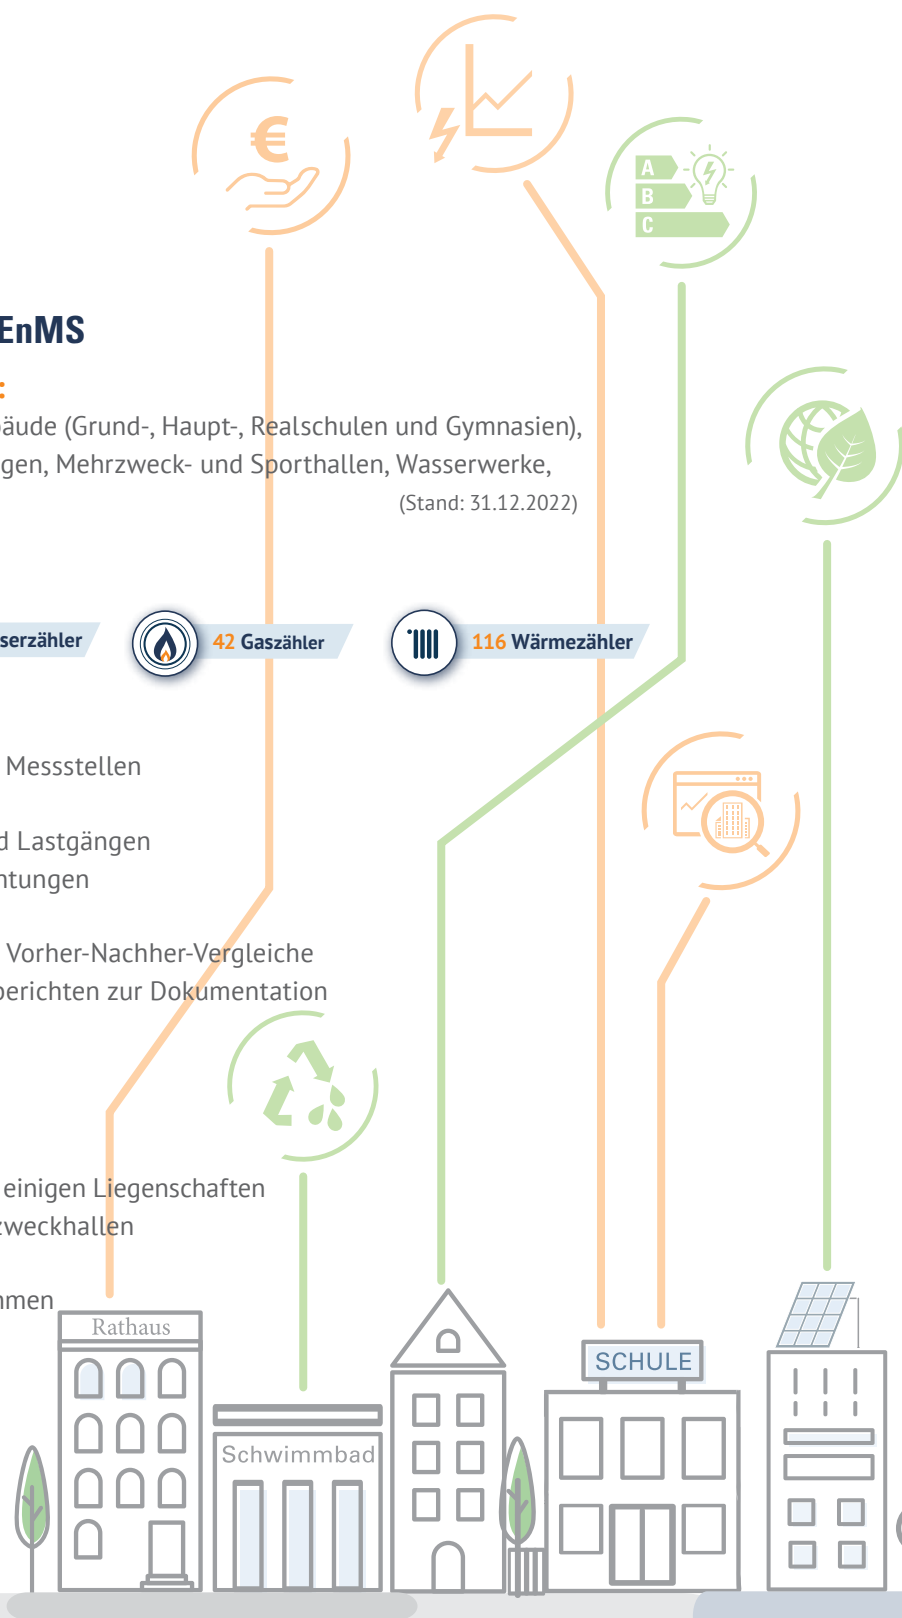 €
A
B
C
EnMS
:
äude (Grund-, Haupt-, Realschulen und Gymnasien),
gen, Mehrzweck- und Sporthallen, Wasserwerke,
(Stand: 31.12.2022)
serzähler
42 Gaszähler
116 Wärmezähler
Messstellen
d Lastgängen
ntungen
Vorher-Nachher-Vergleiche
berichten zur Dokumentation
einigen Liegenschaften
zweckhallen
nmen
Rathaus
SCHULE
Schwimmbad